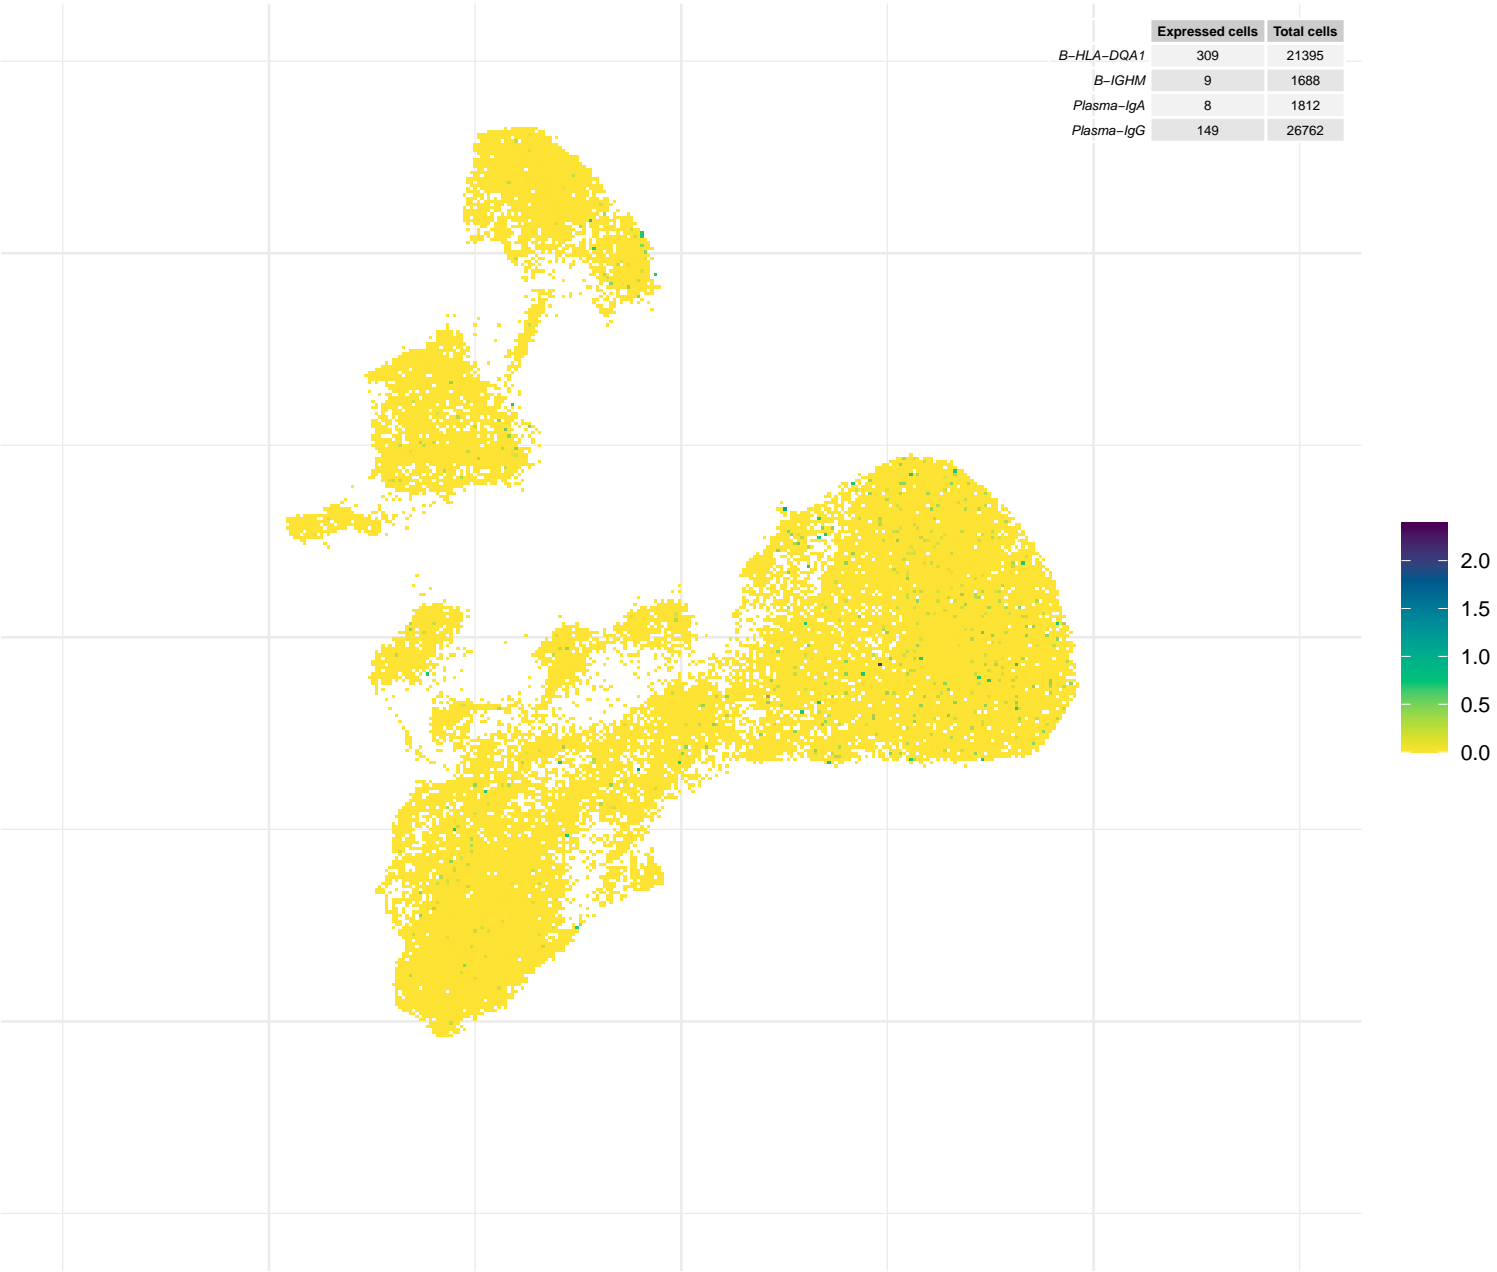 Expressed cells Total cells
B−HLA−DQA1 309 21395
B−IGHM 9 1688
Plasma−IgA 8 1812
Plasma−IgG 149 26762
2.0
1.5
1.0
0.5
0.0